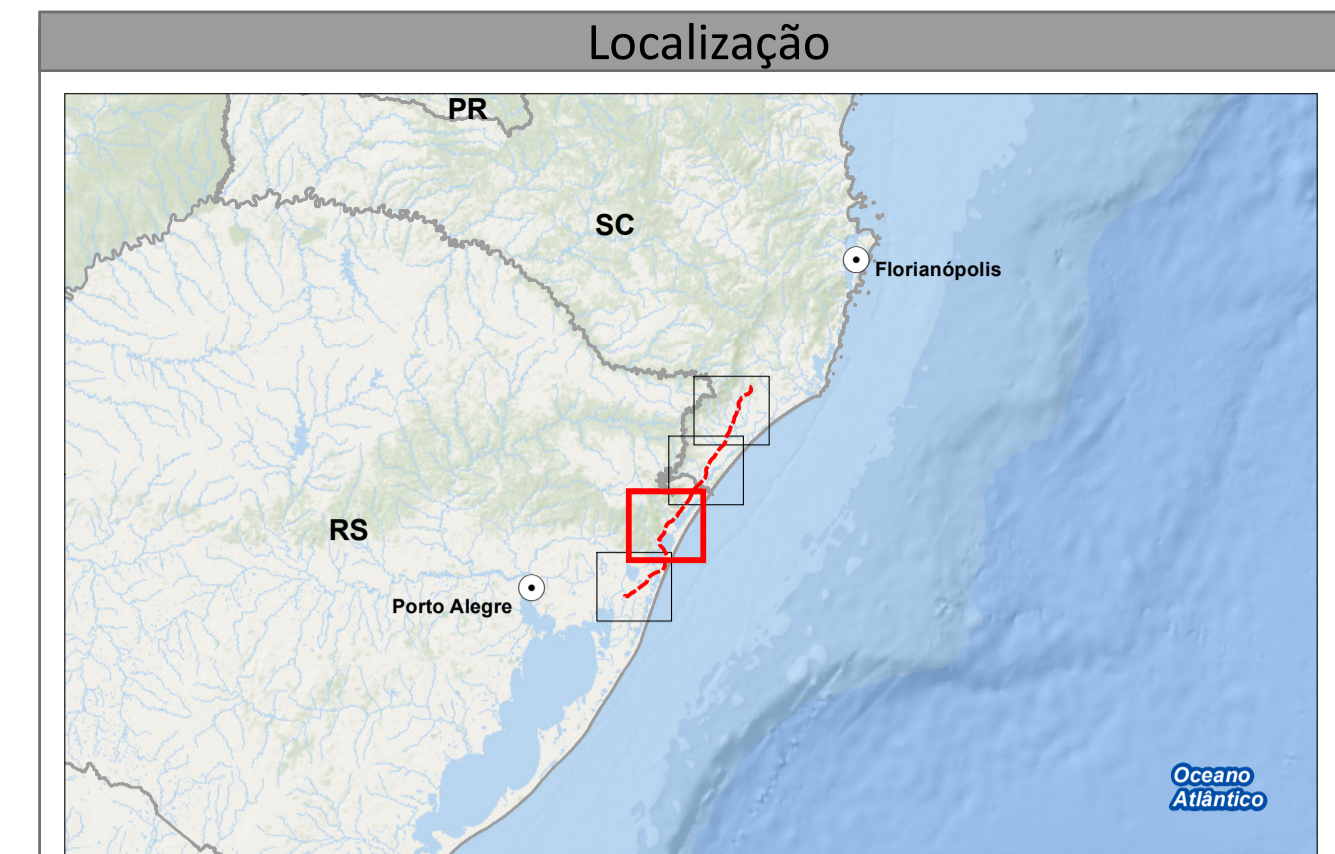 Localização
PR
SC
Florianópolis
RS
Porto Alegre
Oceano
Atlântico